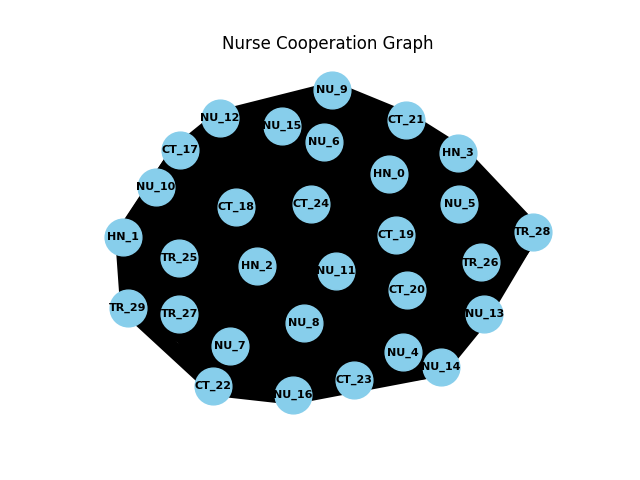 Nurse Cooperation Graph
NU_9
NU_12
CT_21
NU_15
NU_6
CT_17
HN_3
HN_0
NU_10
CT_18
CT_24
NU_5
HN_1
CT_19
TR_28
TR_25
HN_2
NU_11
TR_26
CT_20
TR_29
TR_27
NU_8
NU_13
NU_7
NU_4
NU_14
CT_22
CT_23
NU_16